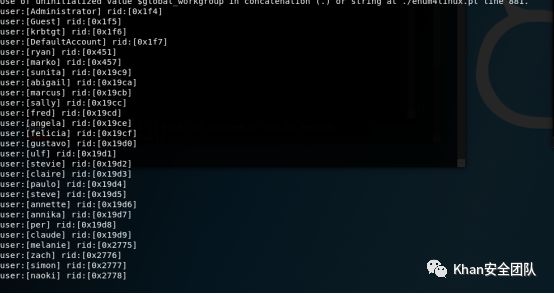 Use of uninitialized value $global_workgroup in concatenation (.) or string at ./enum4linux.pl line 881.
user:[Administrator] rid:[0x1f4]
user:[Guest] rid:[0x1f5]
user:[krbtgt] rid:[0x1f6]
user:[DefaultAccount] rid:[0x1f7]
user:[ryan] rid:[0x451]
user:[marko] rid:[0x457]
user:[sunita] rid:[0x19c9]
user:[abigail] rid:[0x19ca]
user:[marcus] rid:[0x19cb]
user:[sally] rid:[0x19cc]
user:[fred] rid:[0x19cd]
user:[angela] rid:[0x19ce]
user:[felicia] rid:[0x19cf]
user:[gustavo] rid:[0x19d0]
user:[ulf] rid:[0x19d1]
user:[stevie] rid:[0x19d2]
user:[claire] rid:[0x19d3]
user:[paulo] rid:[0x19d4]
user:[steve] rid:[0x19d5]
user:[annette] rid:[0x19d6]
user:[annika] rid:[0x19d7]
user:[per] rid:[0x19d8]
user:[claude] rid:[0x19d9]
user:[melanie] rid:[0x2775]
user:[zach] rid:[0x2776]
user:[simon] rid:[0x2777]
user:[naoki] rid:[0x2778]
Khan安全团队